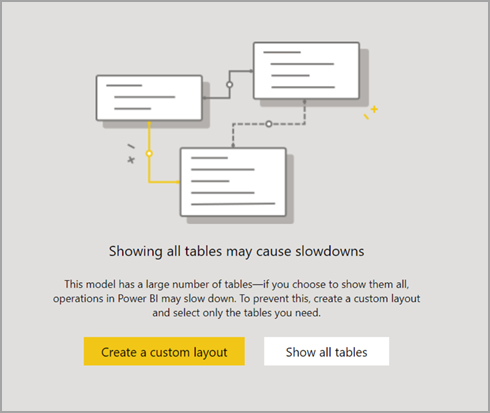 Showing all tables may cause slowdowns
This model has a large number of tables—if you choose to show them all,
operations in Power BI may slow down. To prevent this, create a custom layout
and select only the tables you need.
Create a custom layout
Show all tables